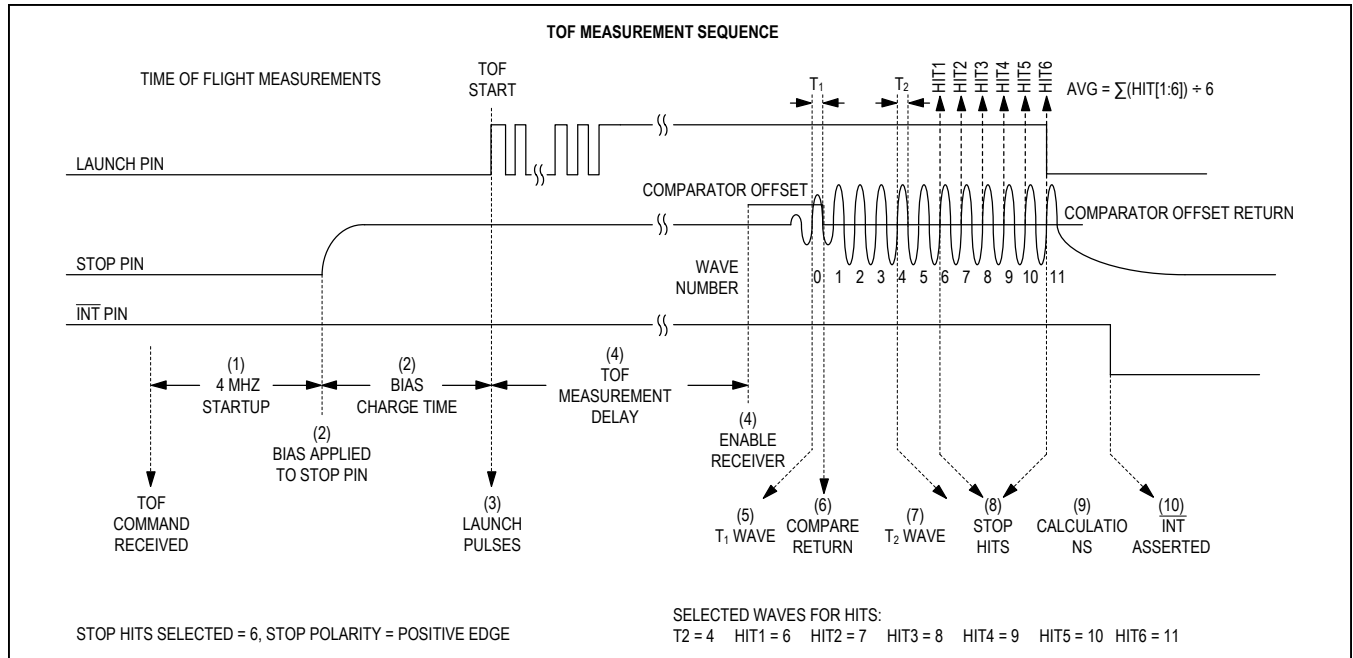 TOF MEASUREMENT SEQUENCE
TIME OF FLIGHT MEASUREMENTS
TOF
START
T₁
T₂
HIT1
HIT2
HIT3
HIT4
HIT5
HIT6
AVG = ∑(HIT[1:6]) ÷ 6
LAUNCH PIN
COMPARATOR OFFSET
COMPARATOR OFFSET RETURN
STOP PIN
WAVE
NUMBER
0 1 2 3 4 5 6 7 8 9 10 11
INT PIN
(1)
4 MHZ
STARTUP
(2)
BIAS
CHARGE TIME
(4)
TOF
MEASUREMENT
DELAY
(2)
BIAS APPLIED
TO STOP PIN
(4)
ENABLE
RECEIVER
TOF
COMMAND
RECEIVED
(3)
LAUNCH
PULSES
(5)
T₁ WAVE
(6)
COMPARE
RETURN
(7)
T₂ WAVE
(8)
STOP
HITS
(9)
CALCULATIO
NS
(10)
INT
ASSERTED
STOP HITS SELECTED = 6, STOP POLARITY = POSITIVE EDGE
SELECTED WAVES FOR HITS:
T2 = 4 HIT1 = 6 HIT2 = 7 HIT3 = 8 HIT4 = 9 HIT5 = 10 HIT6 = 11